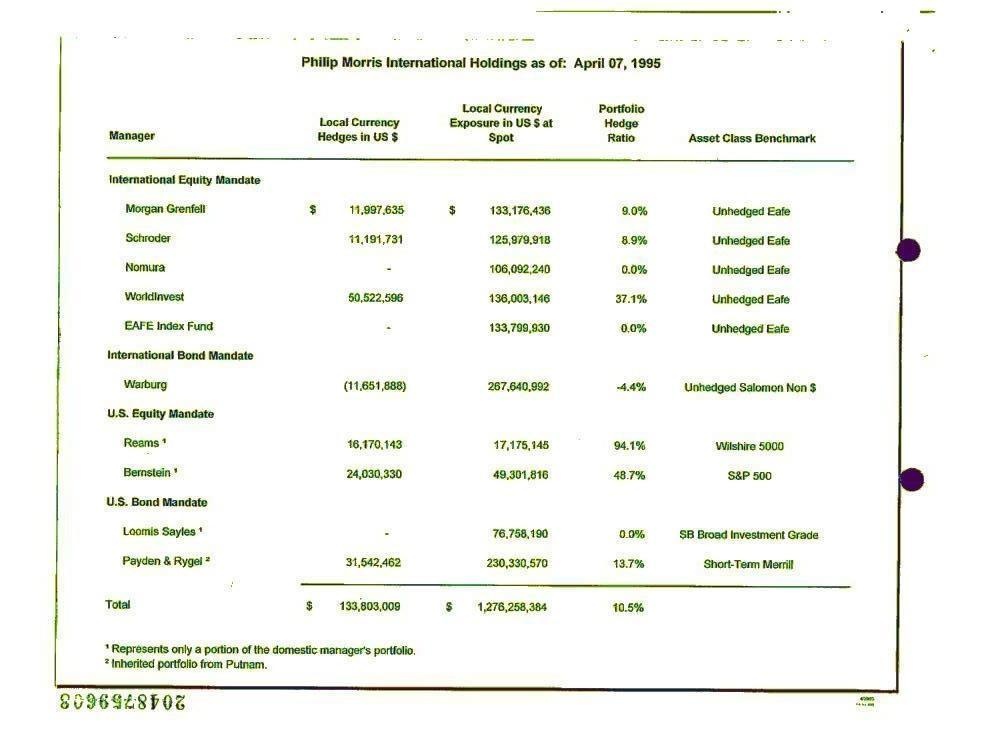 Philip Morris International Holdings as of: April 07, 1995
Manager Local Currency Hedges in US $ Local Currency Exposure in US $ at Spot Portfolio Hedge Ratio Asset Class Benchmark
International Equity Mandate
Morgan Grenfell $ 11,997,635 $ 133,176,436 9.0% Unhedged Eafe
Schroder 11,191,731 125,979,918 8.9% Unhedged Eafe
Nomura - 106,092,240 0.0% Unhedged Eafe
WorldInvest 50,522,596 136,003,146 37.1% Unhedged Eafe
EAFE Index Fund - 133,799,930 0.0% Unhedged Eafe
International Bond Mandate
Warburg (11,651,888) 267,640,992 -4.4% Unhedged Salomon Non $
U.S. Equity Mandate
Reams ¹ 16,170,143 17,175,145 94.1% Wilshire 5000
Bernstein ¹ 24,030,330 49,301,816 48.7% S&P 500
U.S. Bond Mandate
Loomis Sayles ¹ - 76,758,190 0.0% SB Broad Investment Grade
Payden & Rygel ² 31,542,462 230,330,570 13.7% Short-Term Merrill
Total $ 133,803,009 $ 1,276,258,384 10.5%
¹ Represents only a portion of the domestic manager's portfolio.
² Inherited portfolio from Putnam.